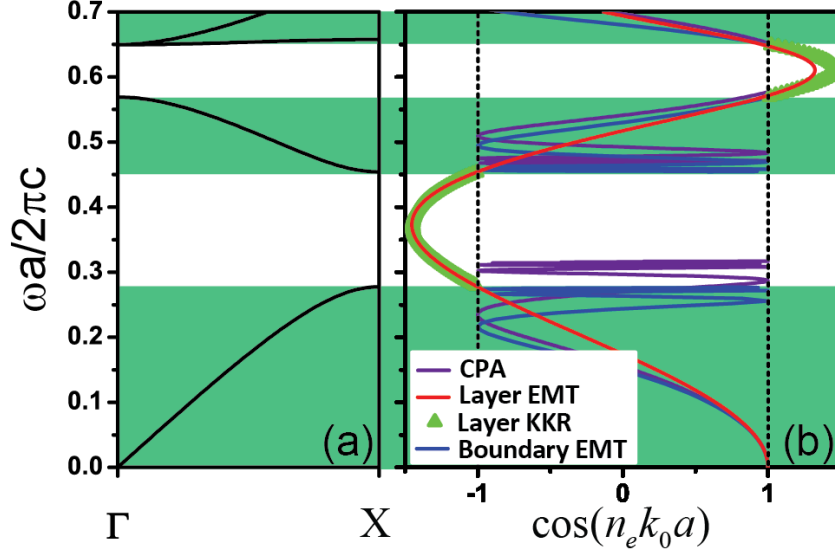 0.7
0.6
0.5
0.4
0.3
0.2
0.1
0.0
ωa/2πc
(a)
Γ
X
CPA
Layer EMT
Layer KKR
Boundary EMT
(b)
-1
0
1
cos(nₑk₀a)